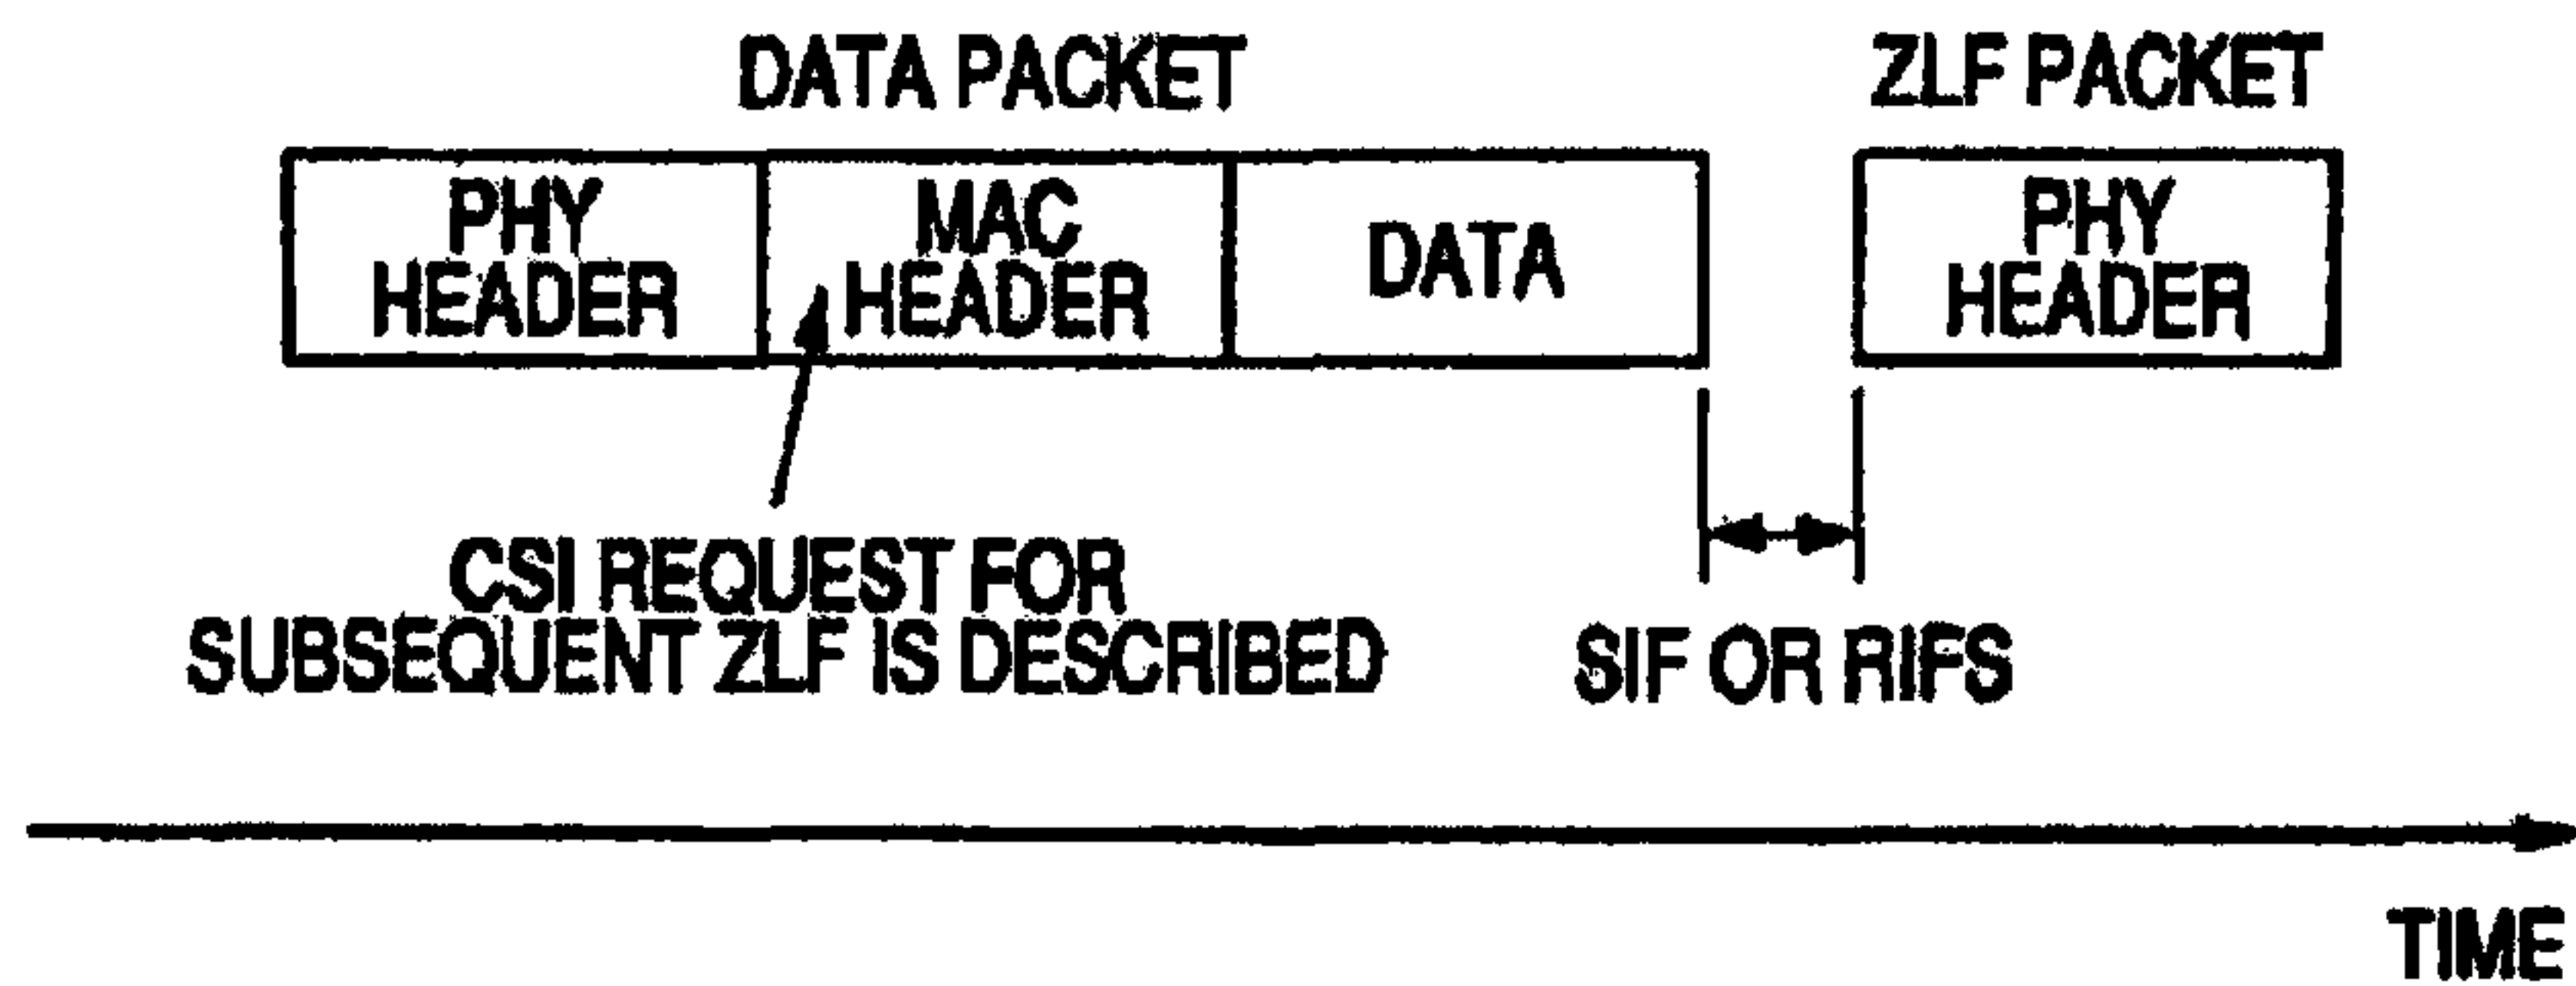 DATA PACKET
ZLF PACKET
PHY
HEADER
MAC
HEADER
DATA
PHY
HEADER
CSI REQUEST FOR
SUBSEQUENT ZLF IS DESCRIBED
SIF OR RIFS
TIME